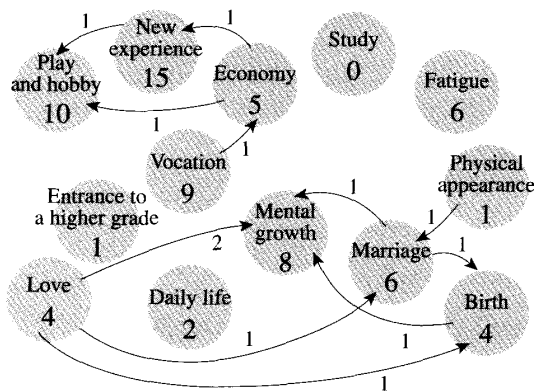 1
1
New
experience
15
Study
0
Play
and hobby
10
Economy
5
Fatigue
6
1
Vocation
9
1
Physical
appearance
1
Entrance to
a higher grade
1
1
Mental
growth
8
1
2
Marriage
6
1
Love
4
Daily life
2
Birth
4
1
1
1